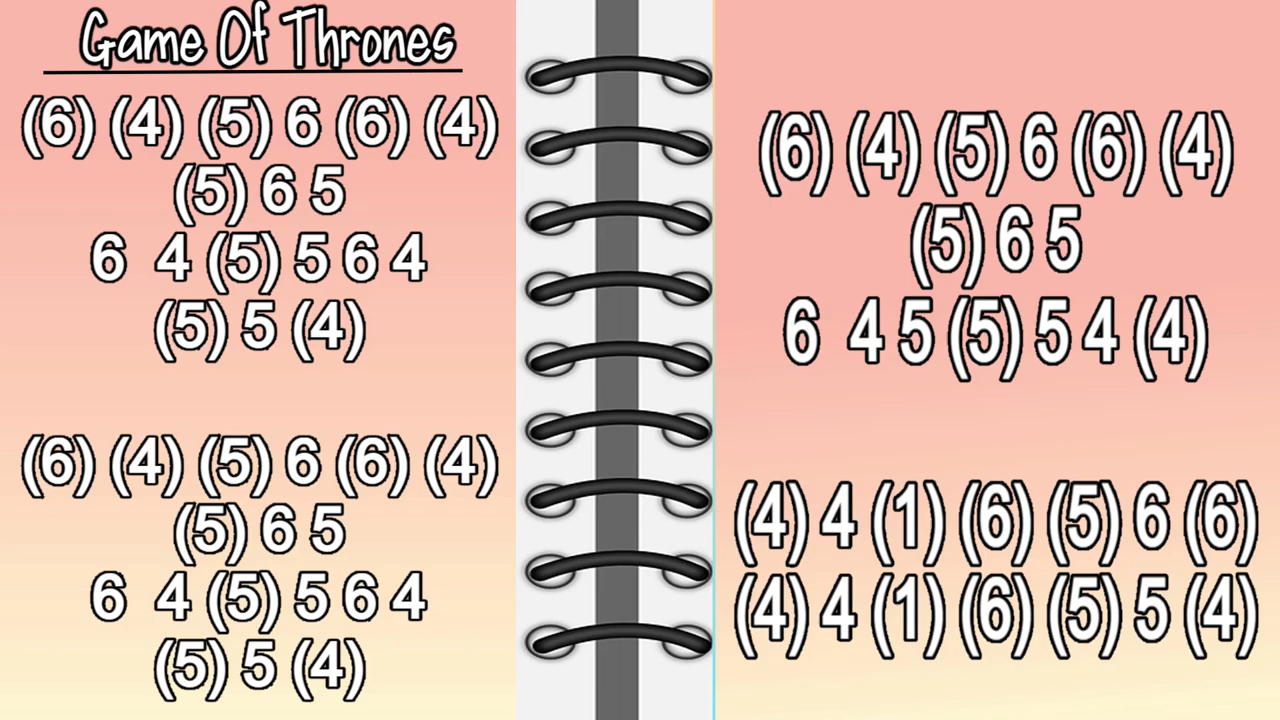 Game Of Thrones
(6) (4) (5) 6 (6) (4)
(5) 6 5
6 4 (5) 5 6 4
(5) 5 (4)
(6) (4) (5) 6 (6) (4)
(5) 6 5
6 4 (5) 5 6 4
(5) 5 (4)
(6) (4) (5) 6 (6) (4)
(5) 6 5
6 4 5 (5) 5 4 (4)
(4) 4 (1) (6) (5) 6 (6)
(4) 4 (1) (6) (5) 5 (4)